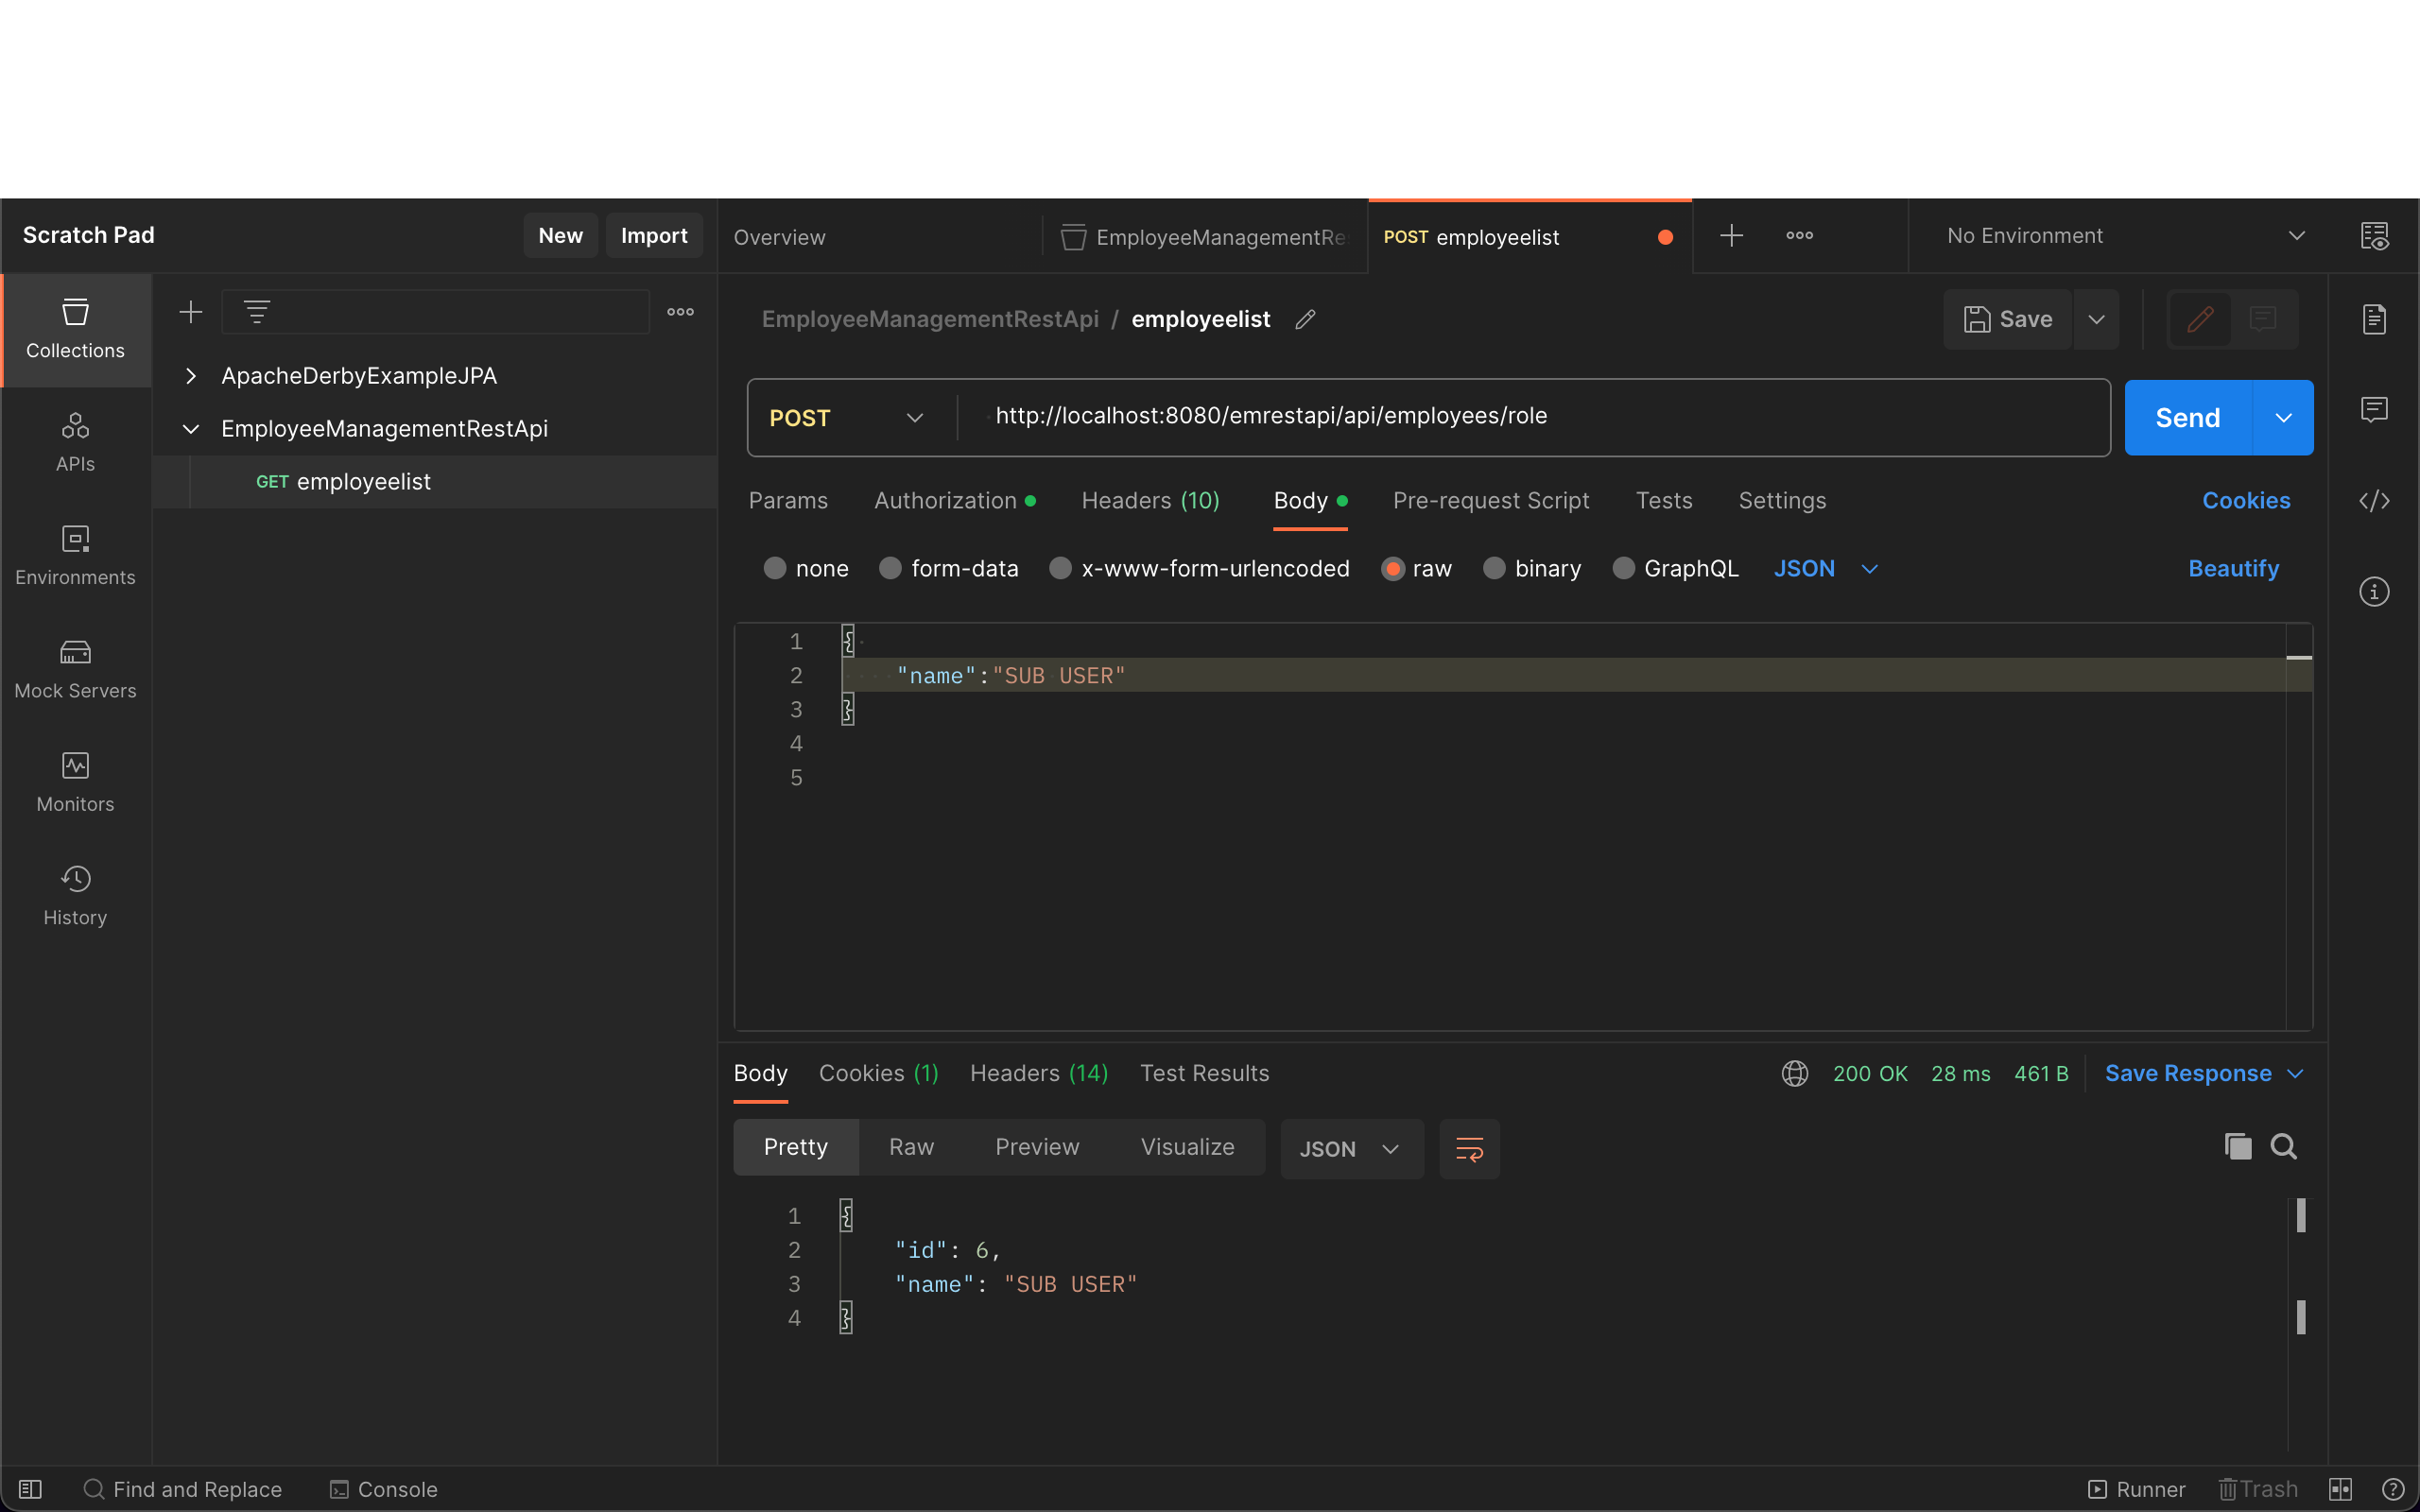 Scratch Pad
New
Import
Overview
EmployeeManagementRe
POST employeelist
No Environment
Collections
APIs
Environments
Mock Servers
Monitors
History
ApacheDerbyExampleJPA
EmployeeManagementRestApi
GET employeelist
EmployeeManagementRestApi / employeelist
Save
POST
http://localhost:8080/emrestapi/api/employees/role
Send
Params
Authorization
Headers (10)
Body
Pre-request Script
Tests
Settings
Cookies
none
form-data
x-www-form-urlencoded
raw
binary
GraphQL
JSON
Beautify
1 {
2 "name":"SUB USER"
3 }
4
5
Body
Cookies (1)
Headers (14)
Test Results
200 OK
28 ms
461 B
Save Response
Pretty
Raw
Preview
Visualize
JSON
1 {
2 "id": 6,
3 "name": "SUB USER"
4 }
Find and Replace
Console
Runner
Trash